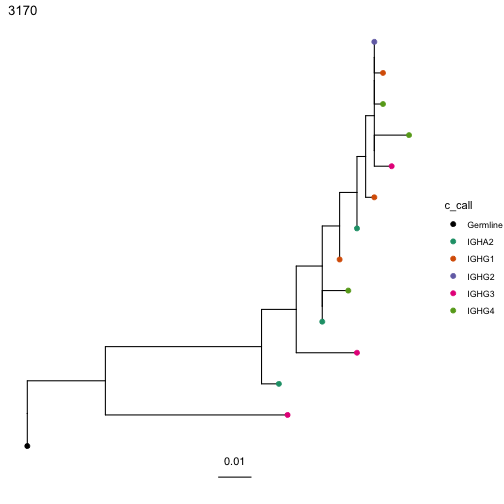 3170
c_call
Germline
IGHA2
IGHG1
IGHG2
IGHG3
IGHG4
0.01